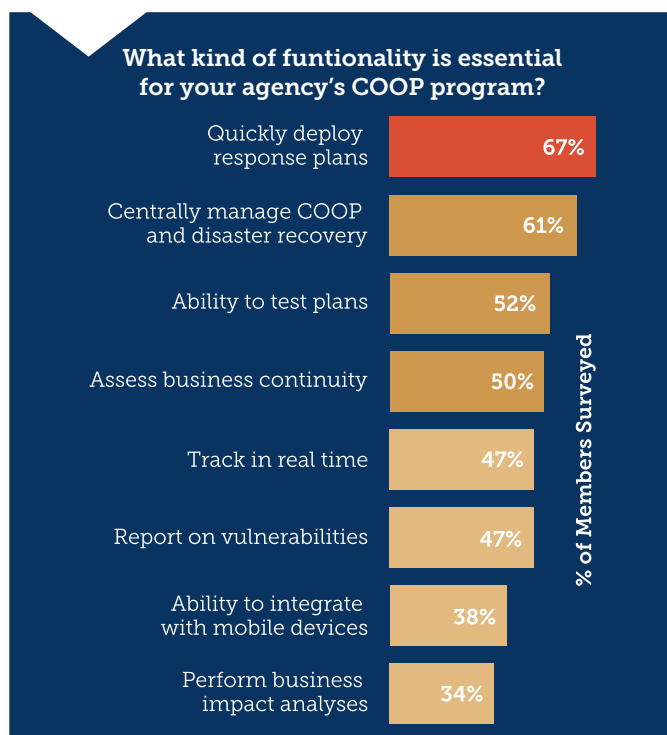 What kind of funtionality is essential
for your agency’s COOP program?
Quickly deploy
response plans
67%
Centrally manage COOP
and disaster recovery
61%
Ability to test plans
52%
Assess business continuity
50%
Track in real time
47%
Report on vulnerabilities
47%
Ability to integrate
with mobile devices
38%
Perform business
impact analyses
34%
% of Members Surveyed